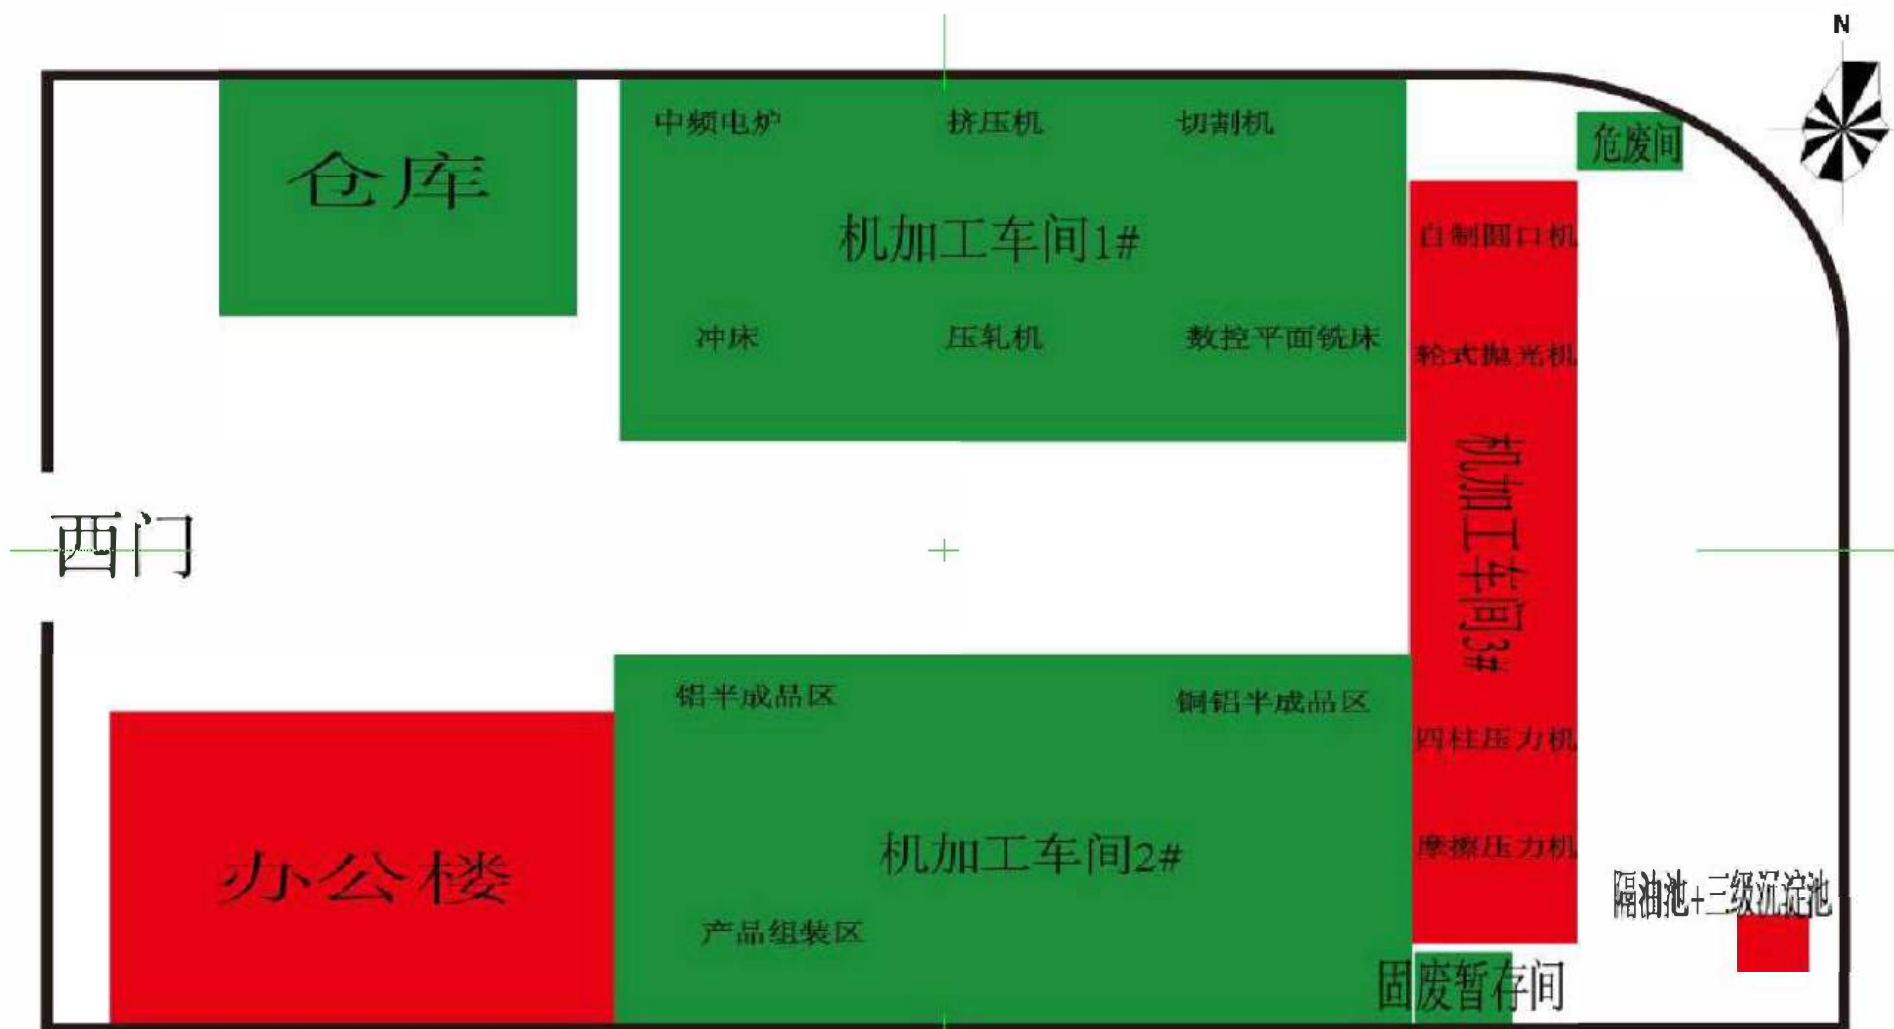 N
中频电炉 挤压机 切割机
危废间
仓库
机加工车间1#
自制圆口机
冲床 压轧机 数控平面铣床
轮式抛光机
机加工车间3#
西门
铝半成品区 铜铝半成品区
四柱压力机
办公楼
机加工车间2#
摩擦压力机
隔油池+三级沉淀池
产品组装区
固废暂存间